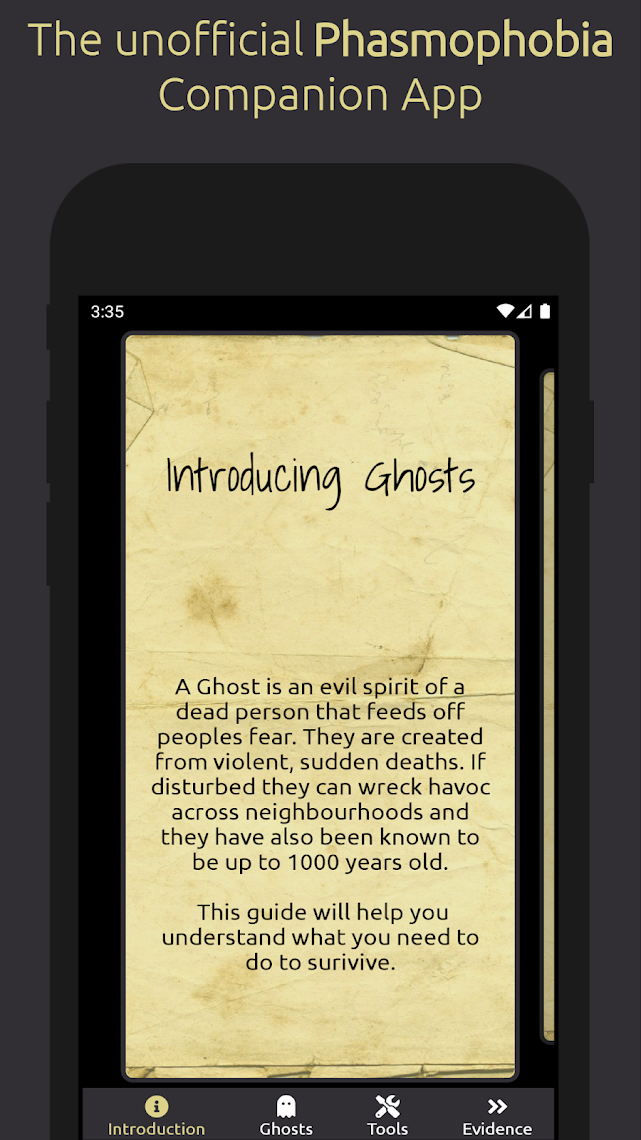 The unofficial Phasmophobia
Companion App
3:35
Introducing Ghosts
A Ghost is an evil spirit of a
dead person that feeds off
peoples fear. They are created
from violent, sudden deaths. If
disturbed they can wreck havoc
across neighbourhoods and
they have also been known to
be up to 1000 years old.
This guide will help you
understand what you need to
do to surivive.
Introduction
Ghosts
Tools
Evidence